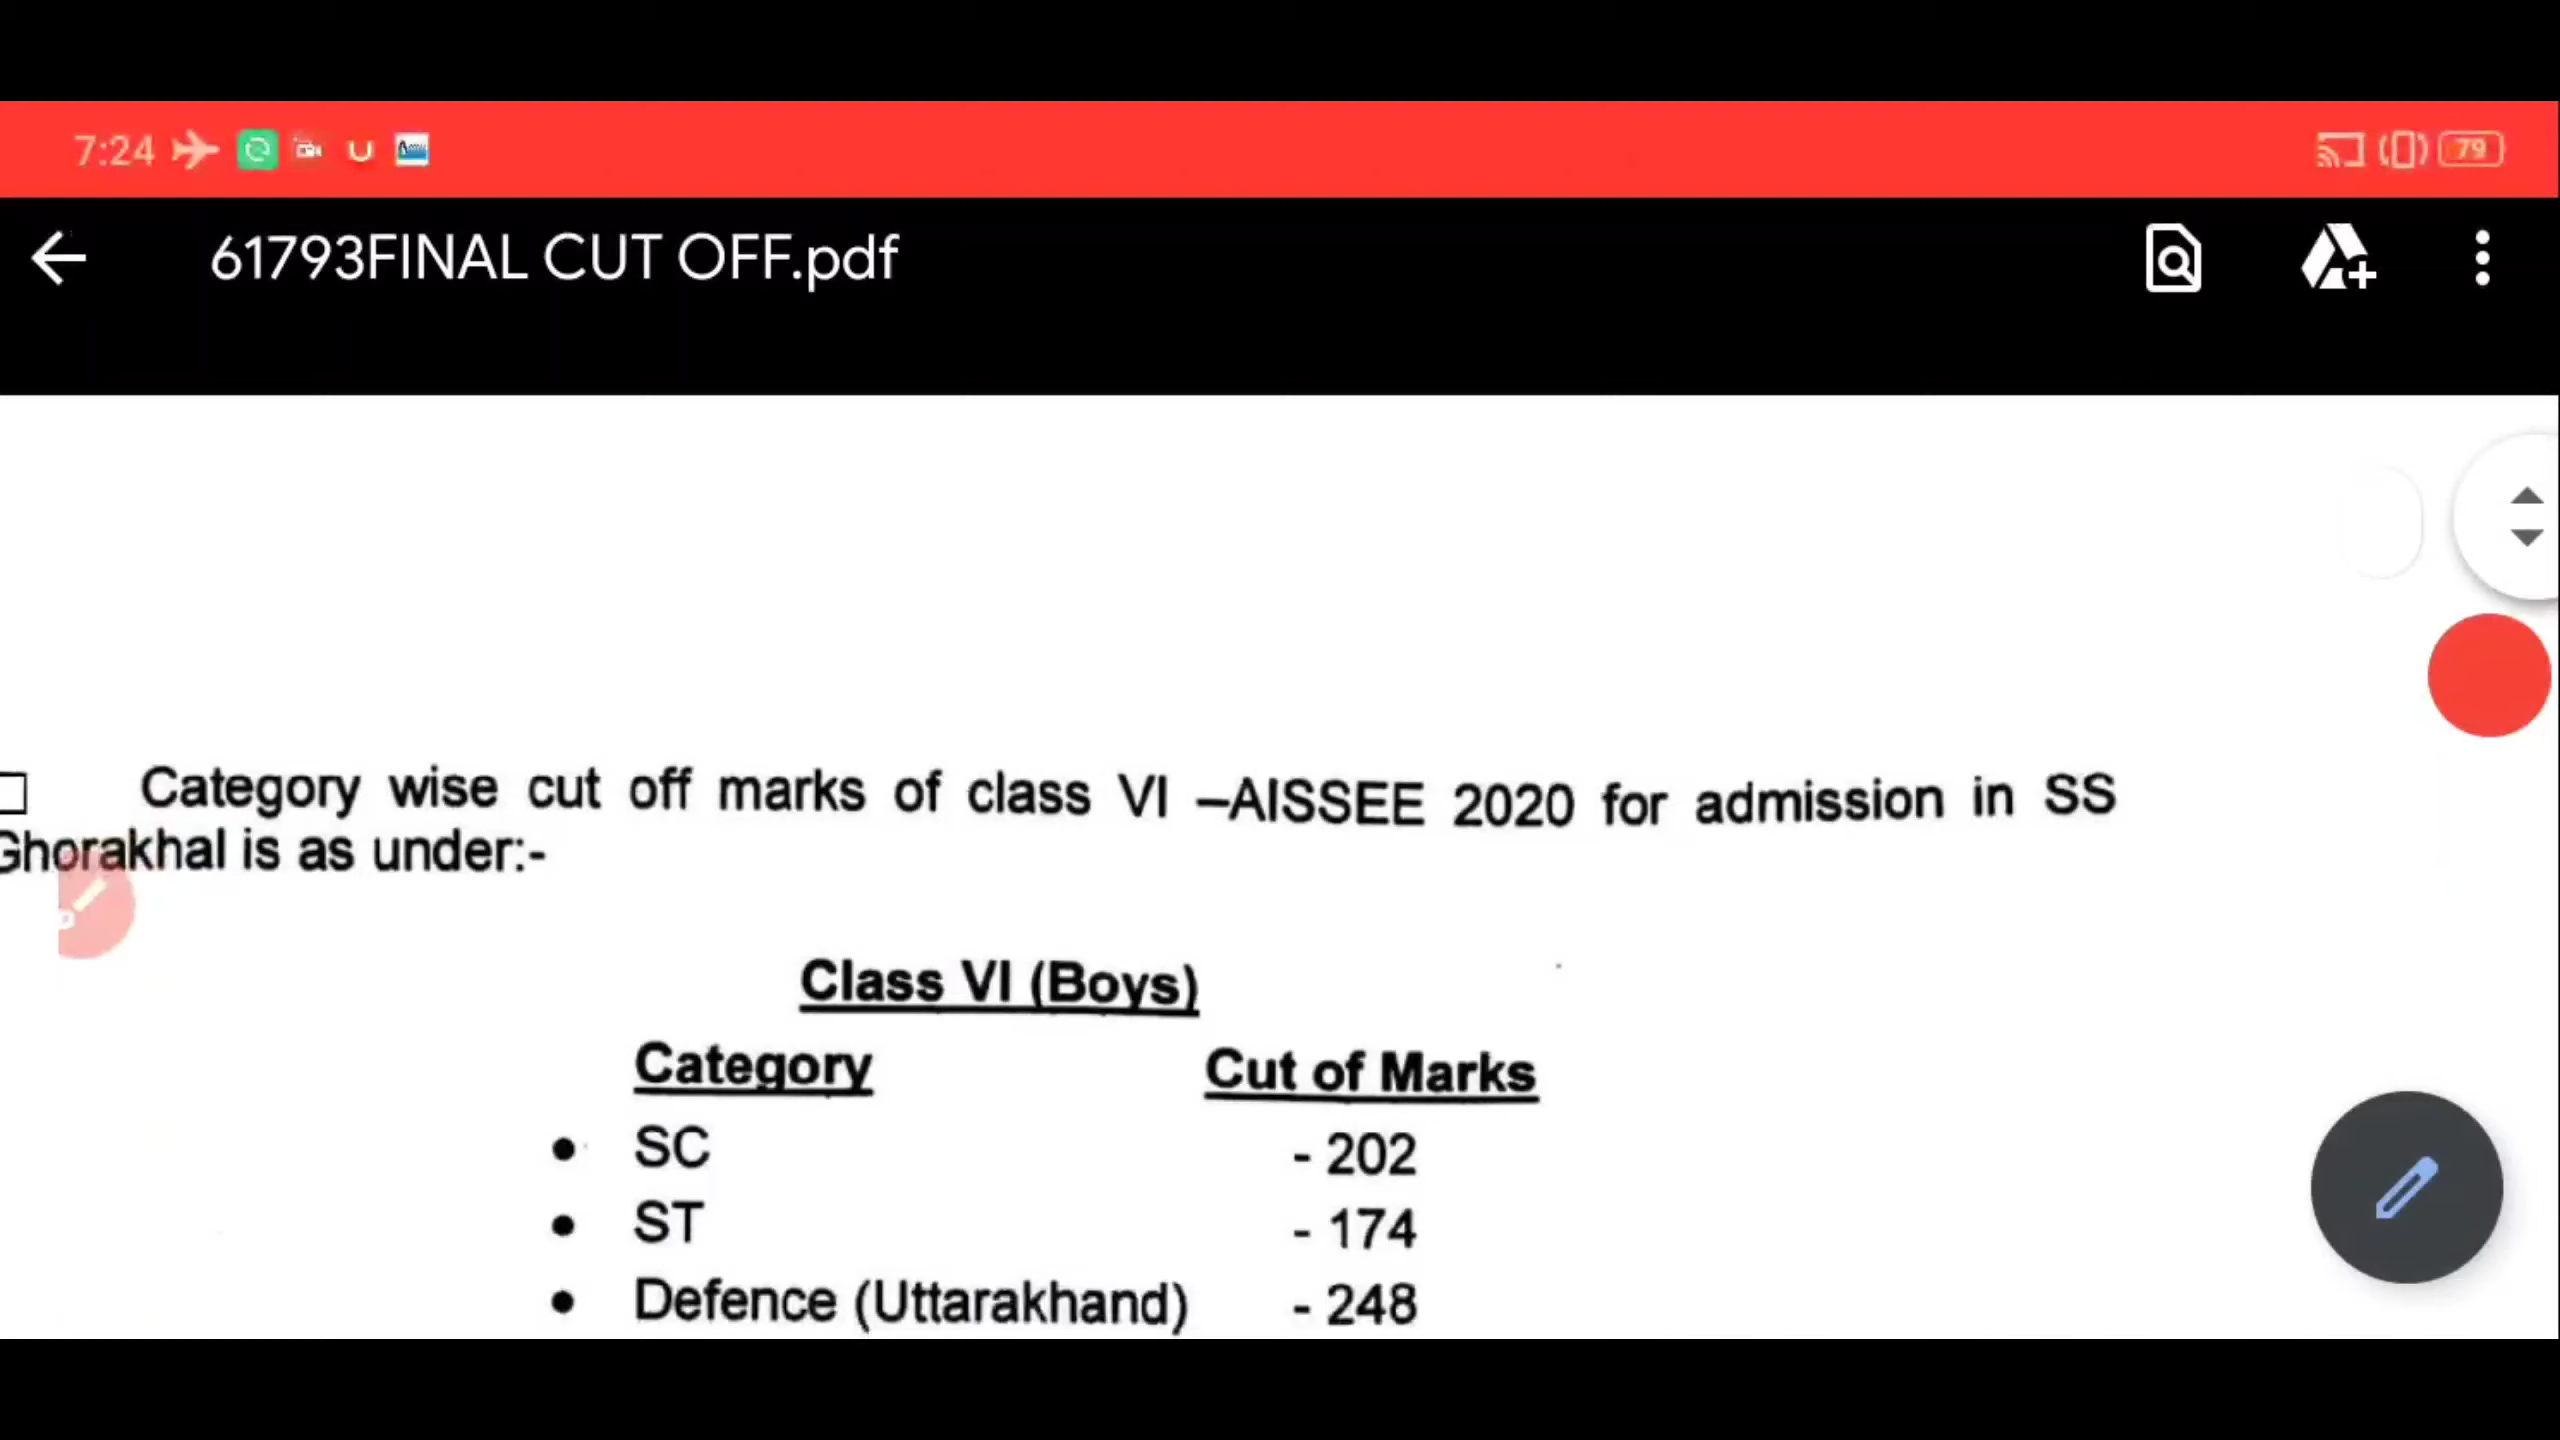 7:24
79
61793FINAL CUT OFF.pdf
Category wise cut off marks of class VI –AISSEE 2020 for admission in SS
Ghorakhal is as under:-
Class VI (Boys)
Category Cut of Marks
• SC - 202
• ST - 174
• Defence (Uttarakhand) - 248